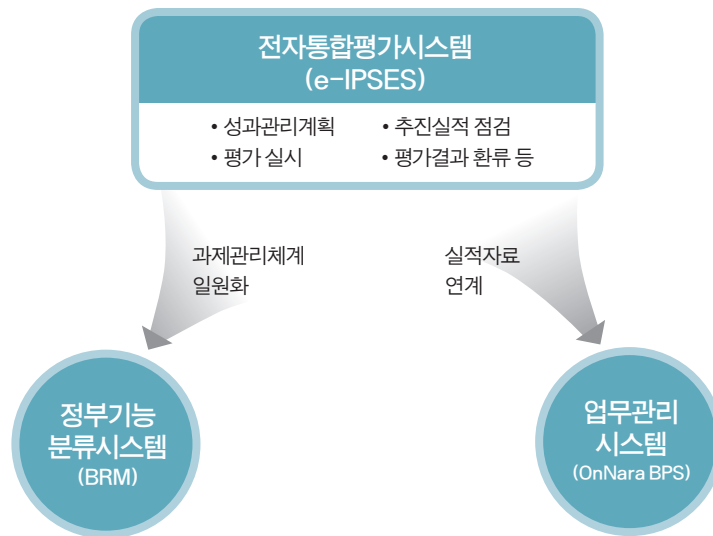 전자통합평가시스템
(e-IPSES)
• 성과관리계획 • 추진실적 점검
• 평가 실시 • 평가결과 환류 등
과제관리체계
일원화
실적자료
연계
정부기능
분류시스템
(BRM)
업무관리
시스템
(OnNara BPS)